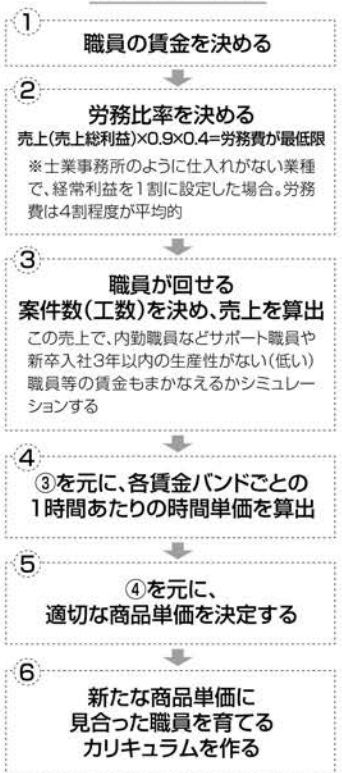 ①
職員の賃金を決める
②
労務比率を決める
売上(売上総利益)×0.9×0.4=労務費が最低限
※士業事務所のように仕入れがない業種
で、経常利益を1割に設定した場合。労務
費は4割程度が平均的
③
職員が回せる
案件数(工数)を決め、売上を算出
この売上で、内勤職員などサポート職員や
新卒入社3年以内の生産性がない(低い)
職員等の賃金もまかなえるかシミュレー
ションする
④
③を元に、各賃金バンドごとの
1時間あたりの時間単価を算出
⑤
④を元に、
適切な商品単価を決定する
⑥
新たな商品単価に
見合った職員を育てる
カリキュラムを作る